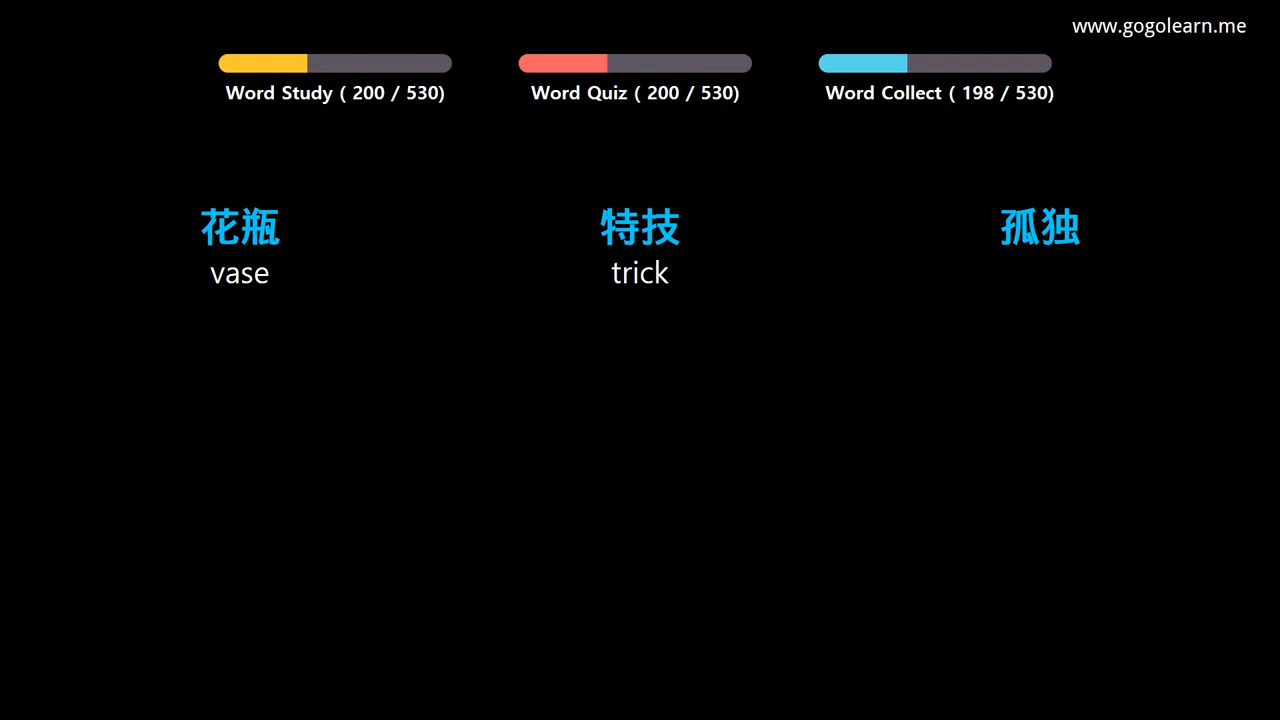 www.gogolearn.me
Word Study ( 200 / 530)
Word Quiz ( 200 / 530)
Word Collect ( 198 / 530)
花瓶
vase
特技
trick
孤独